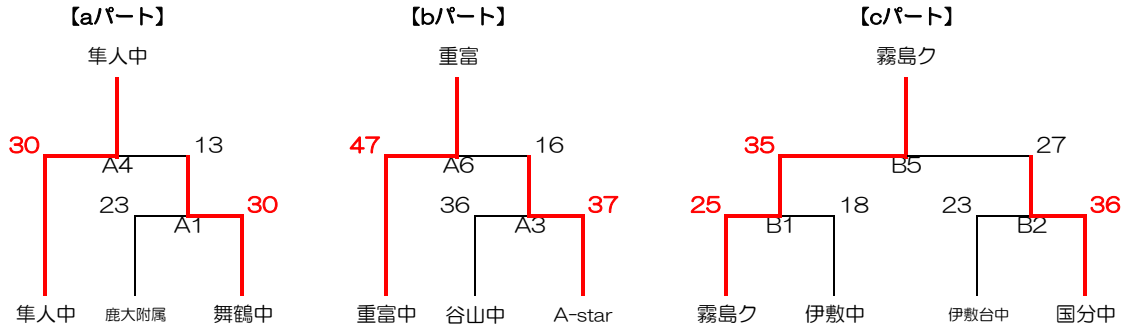 【aパート】 【bパート】 【cパート】
隼人中 重富 霧島ク
30 13 47 16 35 27
A4 A6 B5
23 30 36 37 25 18 23 36
A1 A3 B1 B2
隼人中 鹿大附属 舞鶴中 重富中 谷山中 A-star 霧島ク 伊敷中 伊敷台中 国分中